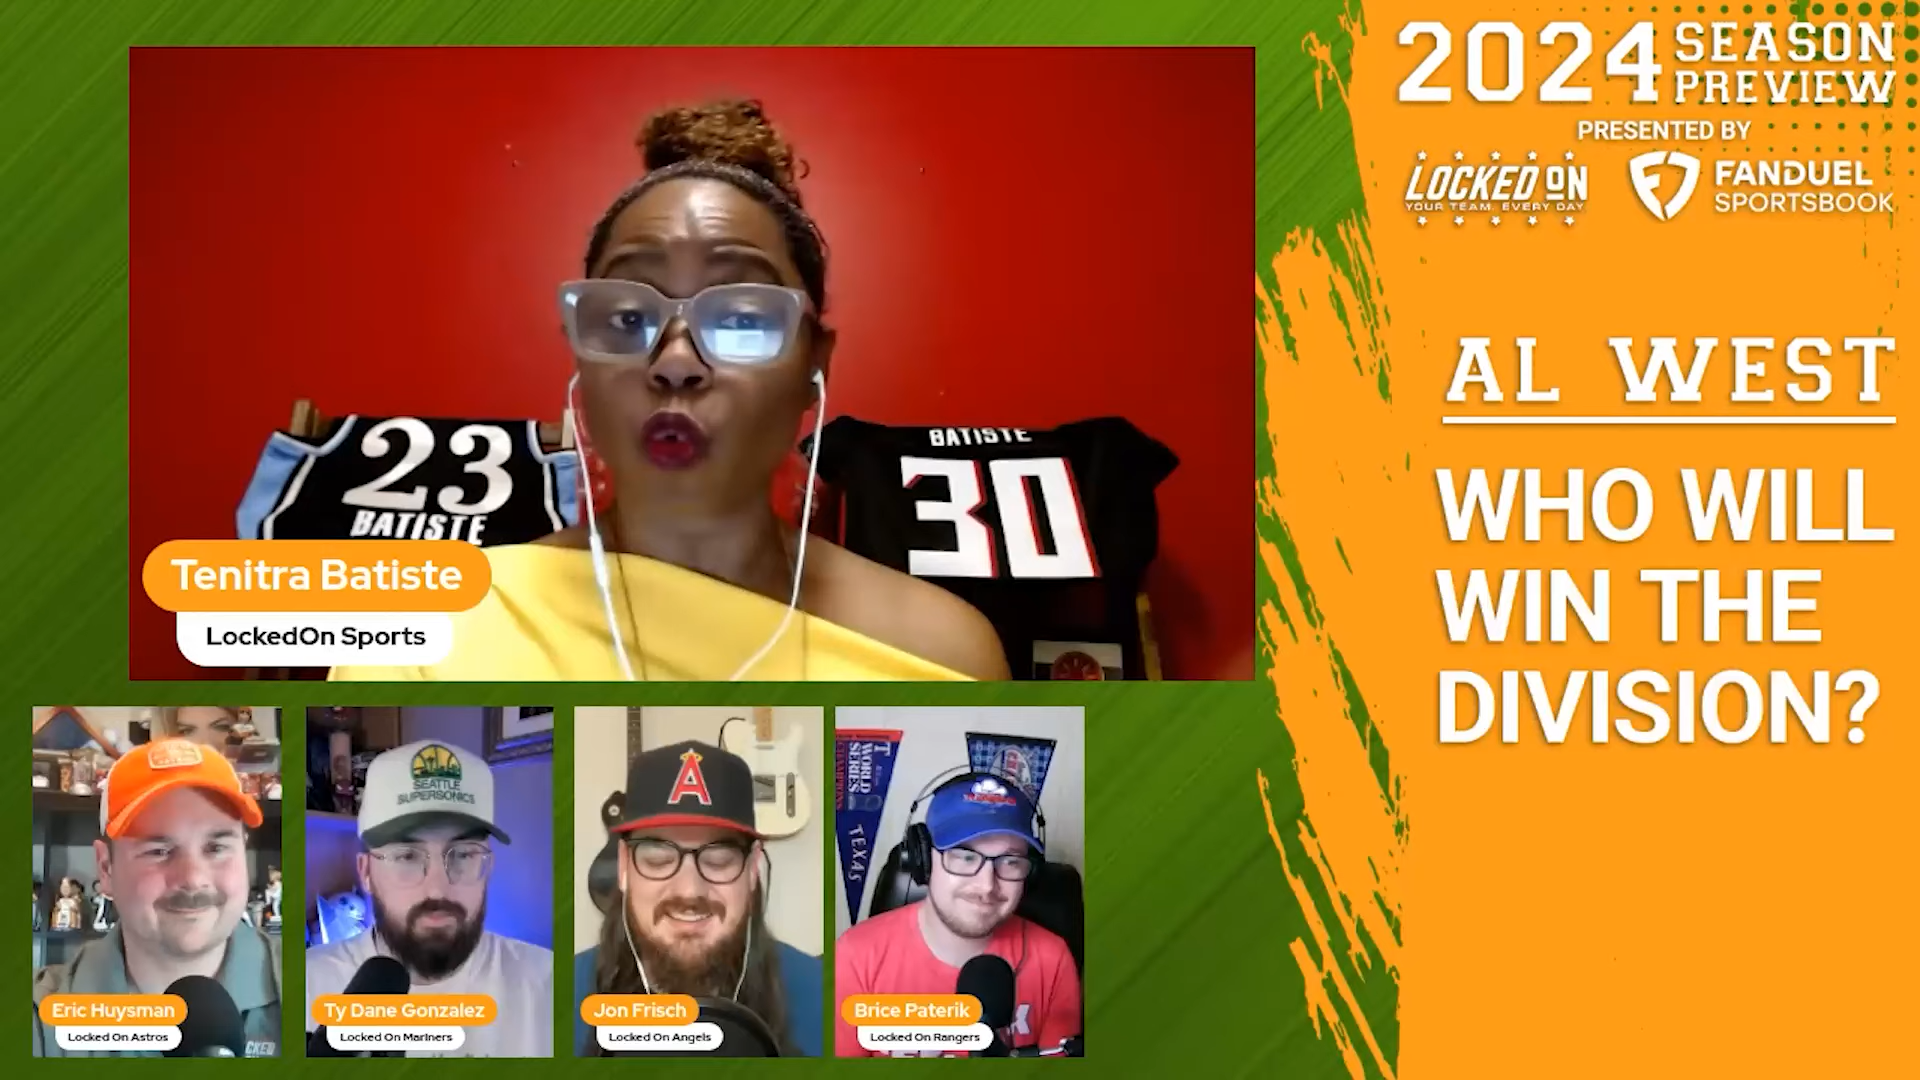 2024 SEASON
PREVIEW
PRESENTED BY
LOCKED ON
YOUR TEAM. EVERY DAY
FANDUEL
SPORTSBOOK
AL WEST
WHO WILL
WIN THE
DIVISION?
23
BATISTE
BATISTE
30
Tenitra Batiste
LockedOn Sports
SEATTLE
SUPERSONICS
A
WORLD
SERIES
CHAMPIONS
TEXAS
Eric Huysman
Locked On Astros
Ty Dane Gonzalez
Locked On Mariners
Jon Frisch
Locked On Angels
Brice Paterik
Locked On Rangers